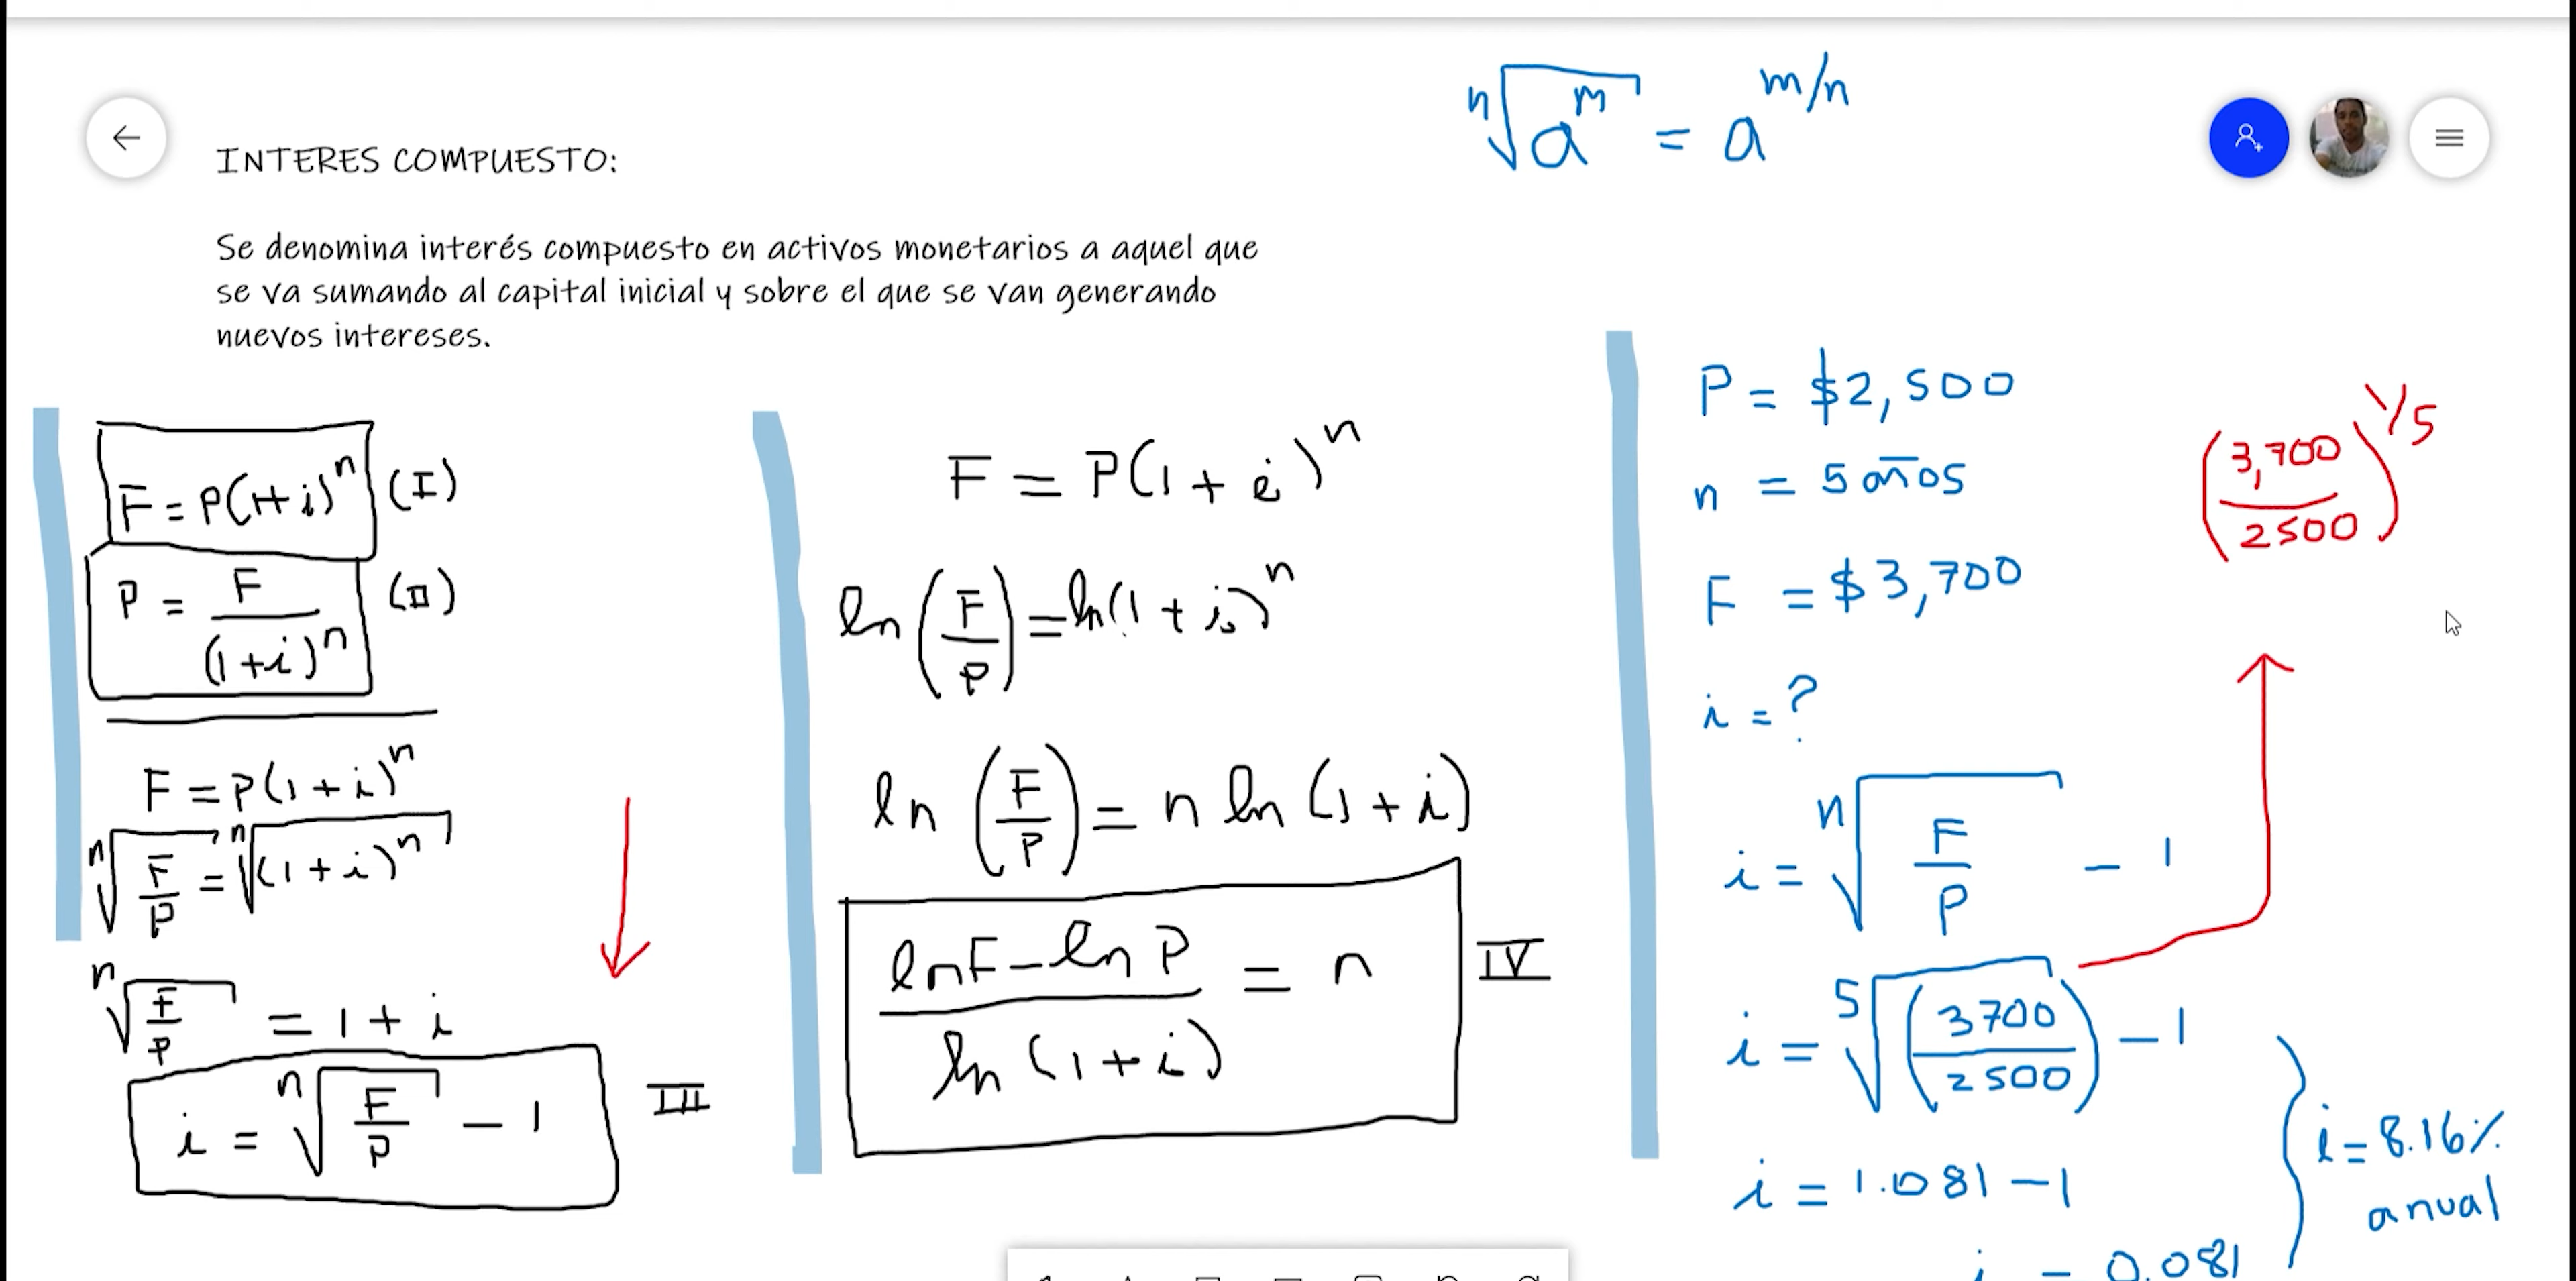 ⁿ√aᵐ = a^m/n
INTERES COMPUESTO:
Se denomina interés compuesto en activos monetarios a aquel que
se va sumando al capital inicial y sobre el que se van generando
nuevos intereses.
F = P(1+i)ⁿ (I)
P = F/(1+i)ⁿ (II)
F = P(1+i)ⁿ
ⁿ√(F/P) = ⁿ√(1+i)ⁿ
ⁿ√(F/P) = 1 + i
i = ⁿ√(F/P) - 1 III
F = P(1+i)ⁿ
ln(F/P) = ln(1+i)ⁿ
ln(F/P) = n ln(1+i)
(lnF - ln P)/ln(1+i) = n IV
P = $2,500
n = 5 años
F = $3,700
i = ?
i = ⁿ√(F/P) - 1
i = ⁵√(3700/2500) - 1
i = 1.081 - 1
i = 0.081
(3,700/2500)^1/5
i = 8.16%
anual